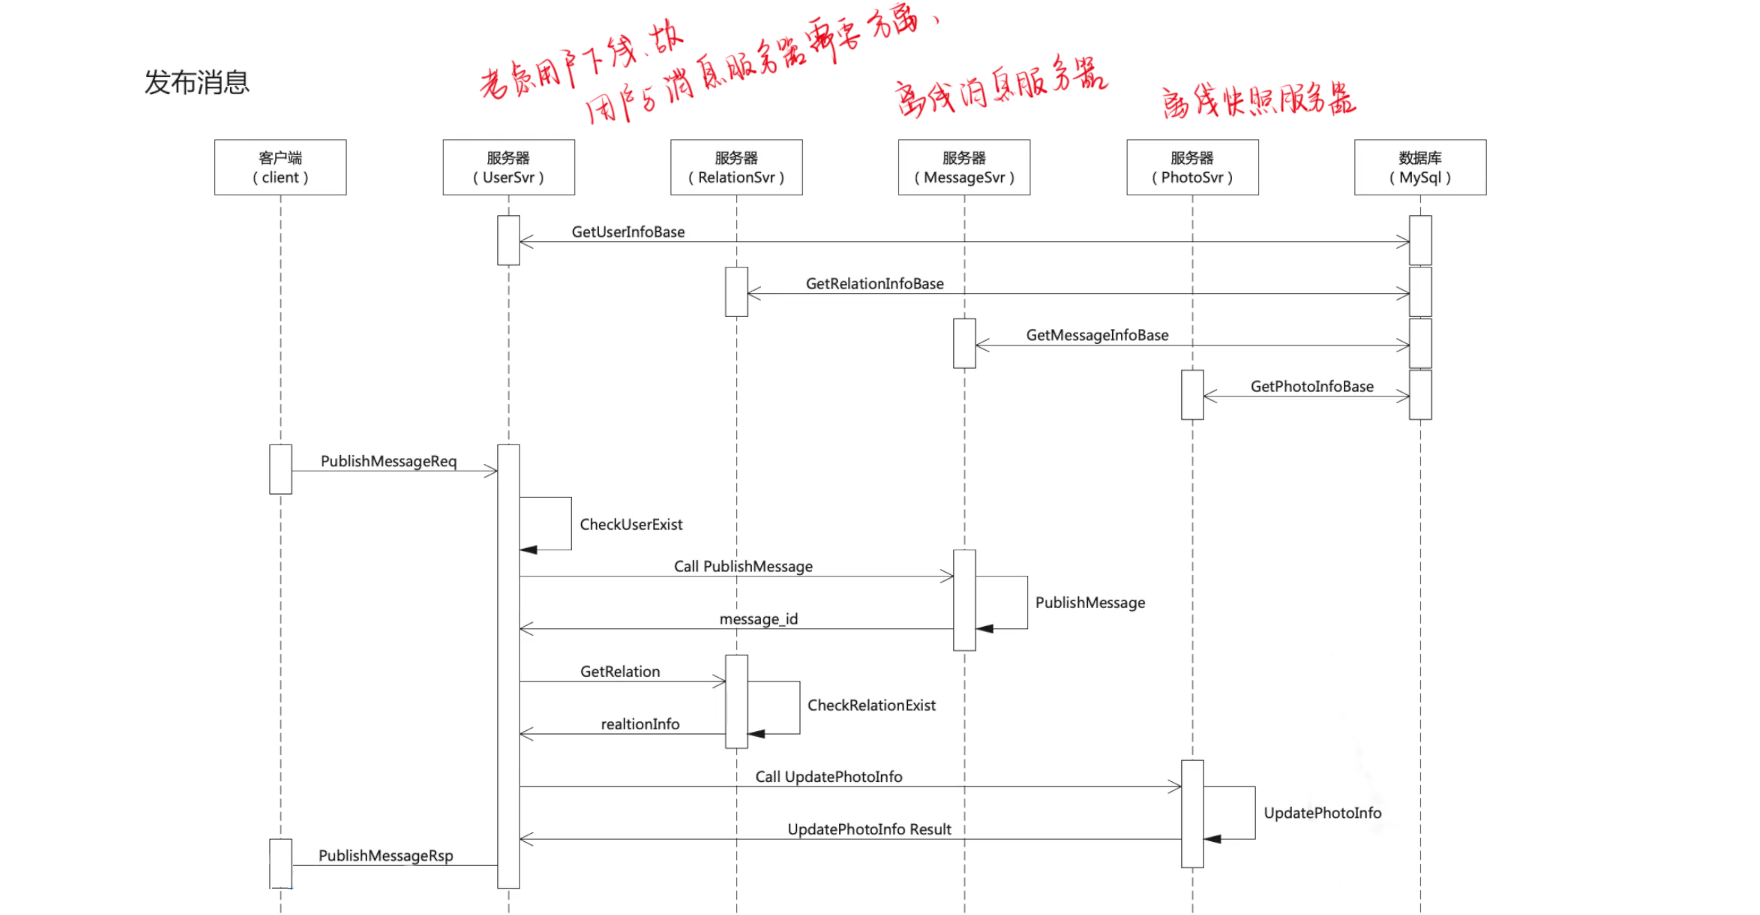 考虑用户下线、故
用户与消息服务器需要分离、
离线消息服务器
离线快照服务器
发布消息
客户端
(client)
服务器
(UserSvr)
服务器
(RelationSvr)
服务器
(MessageSvr)
服务器
(PhotoSvr)
数据库
(MySql)
GetUserInfoBase
GetRelationInfoBase
GetMessageInfoBase
GetPhotoInfoBase
PublishMessageReq
CheckUserExist
Call PublishMessage
PublishMessage
message_id
GetRelation
CheckRelationExist
realtionInfo
Call UpdatePhotoInfo
UpdatePhotoInfo
UpdatePhotoInfo Result
PublishMessageRsp